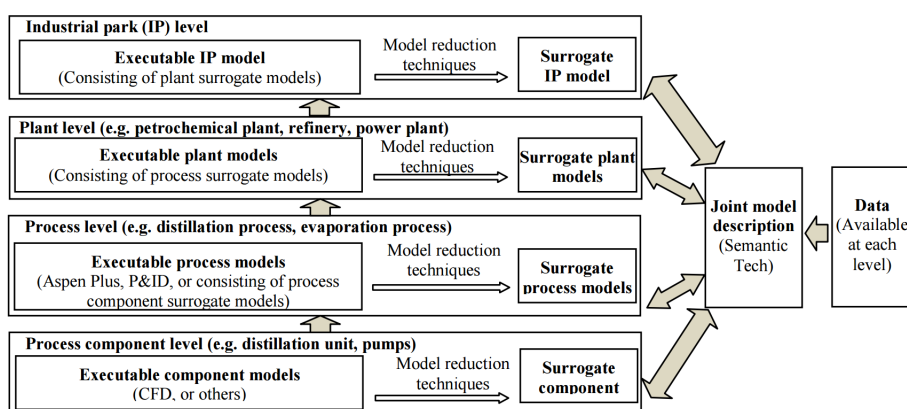 Industrial park (IP) level
Executable IP model
(Consisting of plant surrogate models)
Model reduction
techniques
Surrogate
IP model
Plant level (e.g. petrochemical plant, refinery, power plant)
Executable plant models
(Consisting of process surrogate models)
Model reduction
techniques
Surrogate plant
models
Process level (e.g. distillation process, evaporation process)
Executable process models
(Aspen Plus, P&ID, or consisting of process
component surrogate models)
Model reduction
techniques
Surrogate
process models
Process component level (e.g. distillation unit, pumps)
Executable component models
(CFD, or others)
Model reduction
techniques
Surrogate
component
Joint model
description
(Semantic
Tech)
Data
(Available
at each
level)